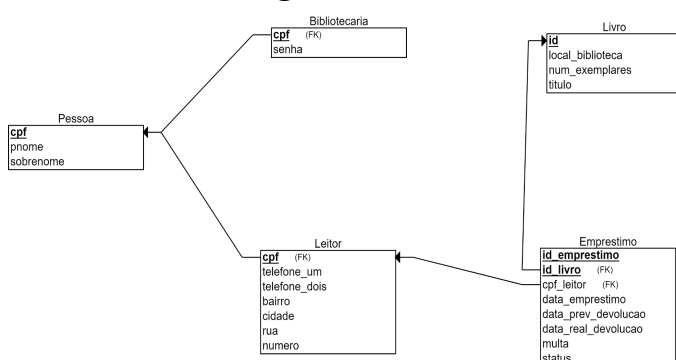 Bibliotecaria
cpf (FK)
senha
Livro
id
local_biblioteca
num_exemplares
titulo
Pessoa
cpf
pnome
sobrenome
Leitor
cpf (FK)
telefone_um
telefone_dois
bairro
cidade
rua
numero
Emprestimo
id_emprestimo
id_livro (FK)
cpf_leitor (FK)
data_emprestimo
data_prev_devolucao
data_real_devolucao
multa
status